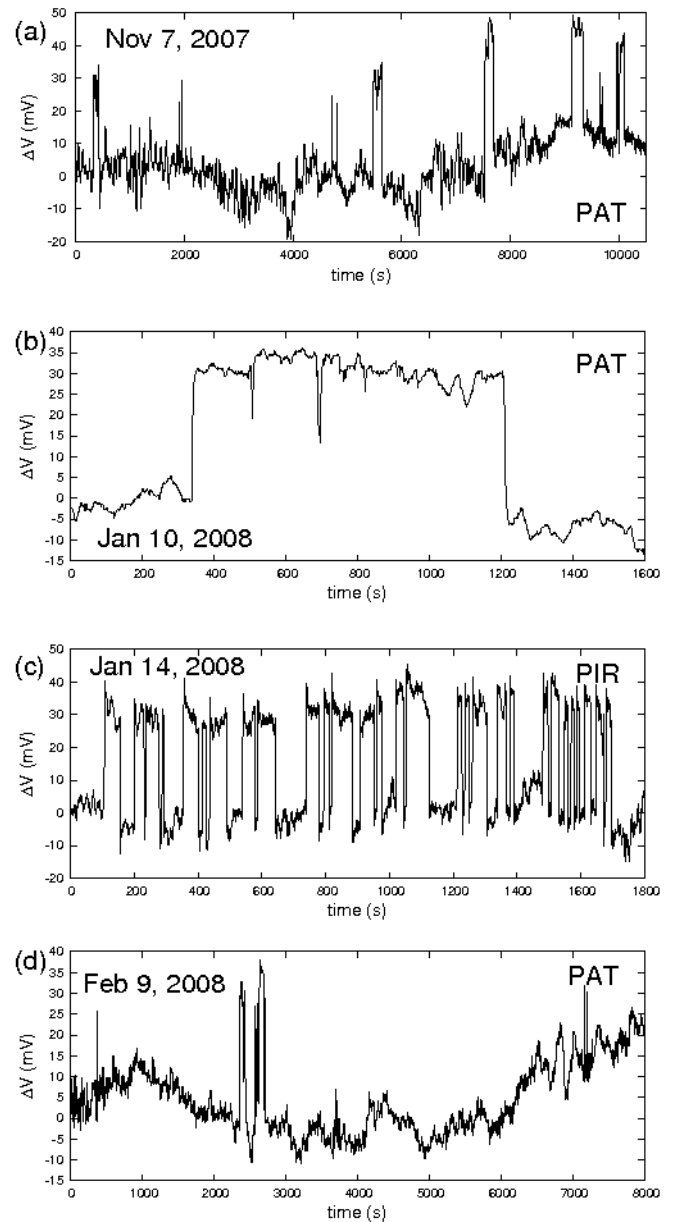 (a)
Nov 7, 2007
50
40
30
20
10
0
-10
-20
ΔV (mV)
PAT
0 2000 4000 6000 8000 10000
time (s)
(b)
PAT
40
35
30
25
20
15
10
5
0
-5
-10
-15
ΔV (mV)
Jan 10, 2008
0 200 400 600 800 1000 1200 1400 1600
time (s)
(c)
Jan 14, 2008
PIR
50
40
30
20
10
0
-10
-20
ΔV (mV)
0 200 400 600 800 1000 1200 1400 1600 1800
time (s)
(d)
Feb 9, 2008
PAT
40
35
30
25
20
15
10
5
0
-5
-10
-15
ΔV (mV)
0 1000 2000 3000 4000 5000 6000 7000 8000
time (s)